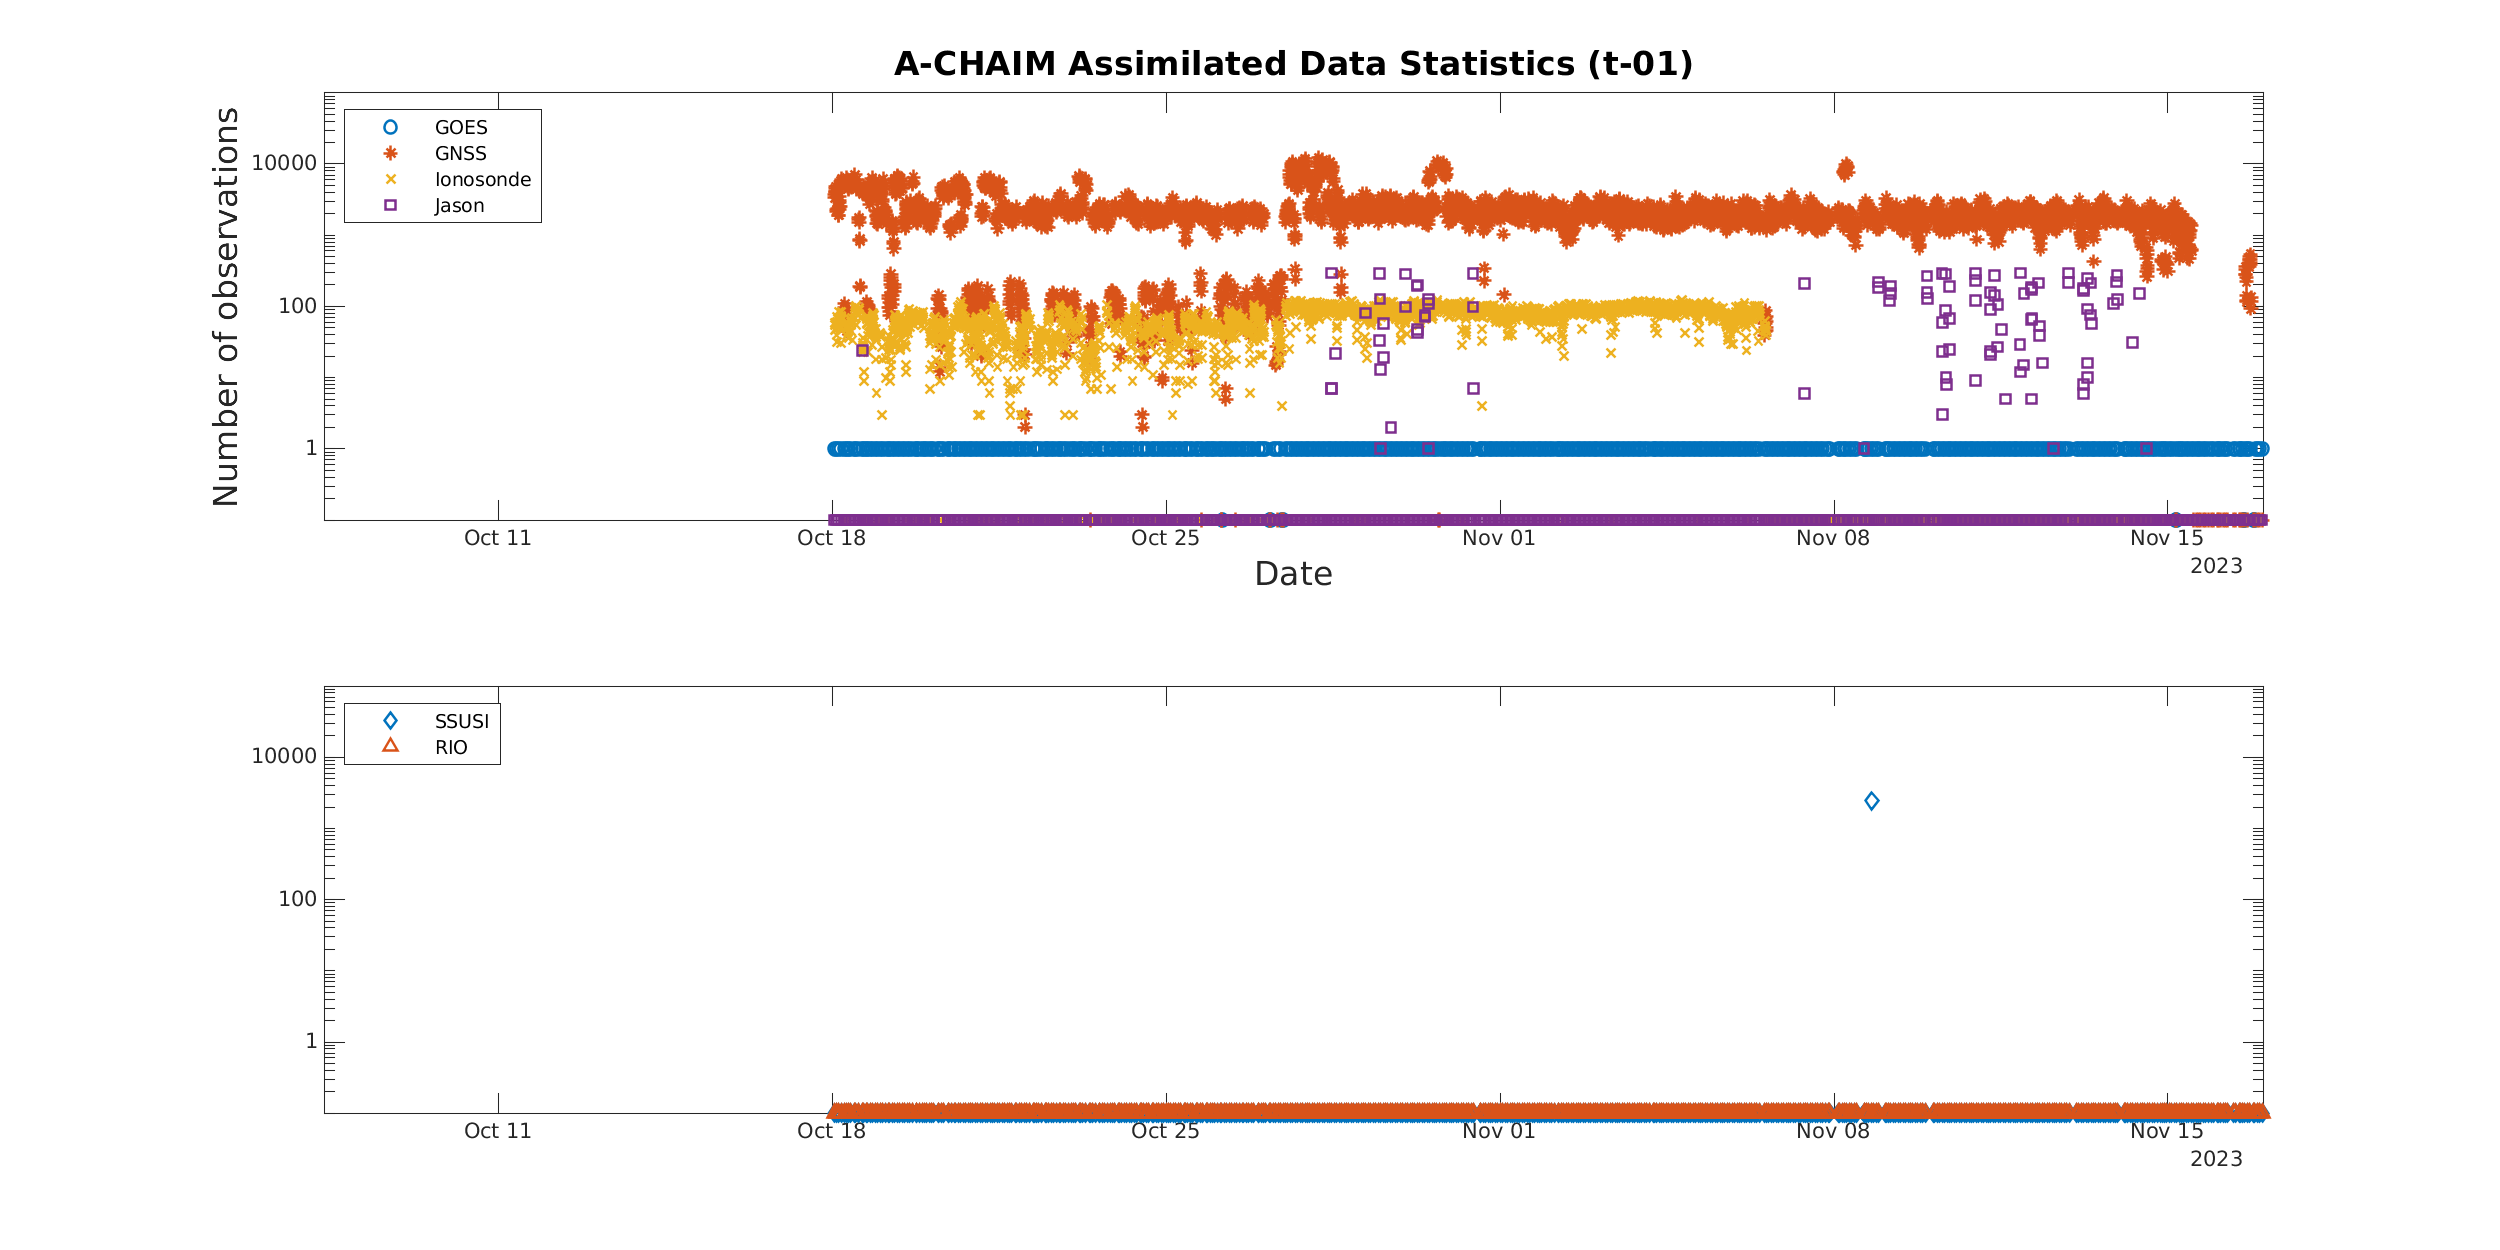 A-CHAIM Assimilated Data Statistics (t-01)
Number of observations
10000
100
1
GOES
GNSS
Ionosonde
Jason
Oct 11 Oct 18 Oct 25 Nov 01 Nov 08 Nov 15
2023
Date
10000
100
1
SSUSI
RIO
Oct 11 Oct 18 Oct 25 Nov 01 Nov 08 Nov 15
2023